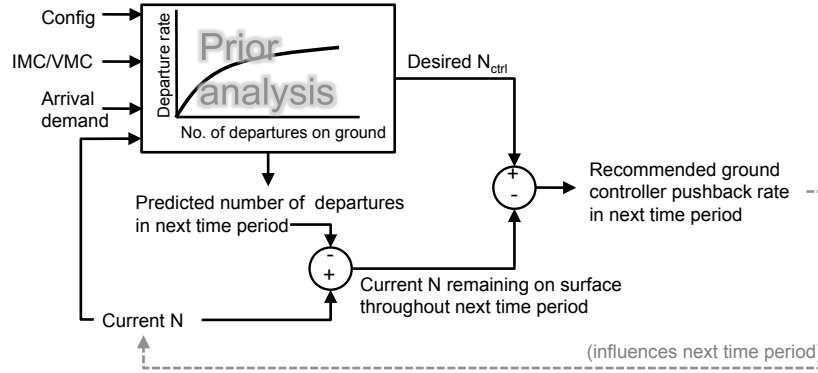 Config
IMC/VMC
Arrival
demand
Departure rate
Prior
analysis
No. of departures on ground
Desired N_ctrl
+
-
Recommended ground
controller pushback rate
in next time period
Predicted number of departures
in next time period
-
+
Current N remaining on surface
throughout next time period
Current N
(influences next time period)